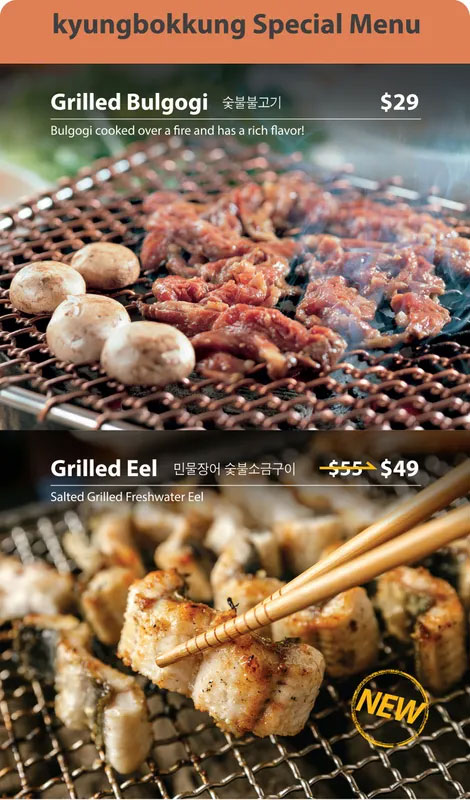 kyungbokkung Special Menu
Grilled Bulgogi 숯불불고기 $29
Bulgogi cooked over a fire and has a rich flavor!
Grilled Eel 민물장어 숯불소금구이 $55 $49
Salted Grilled Freshwater Eel
NEW